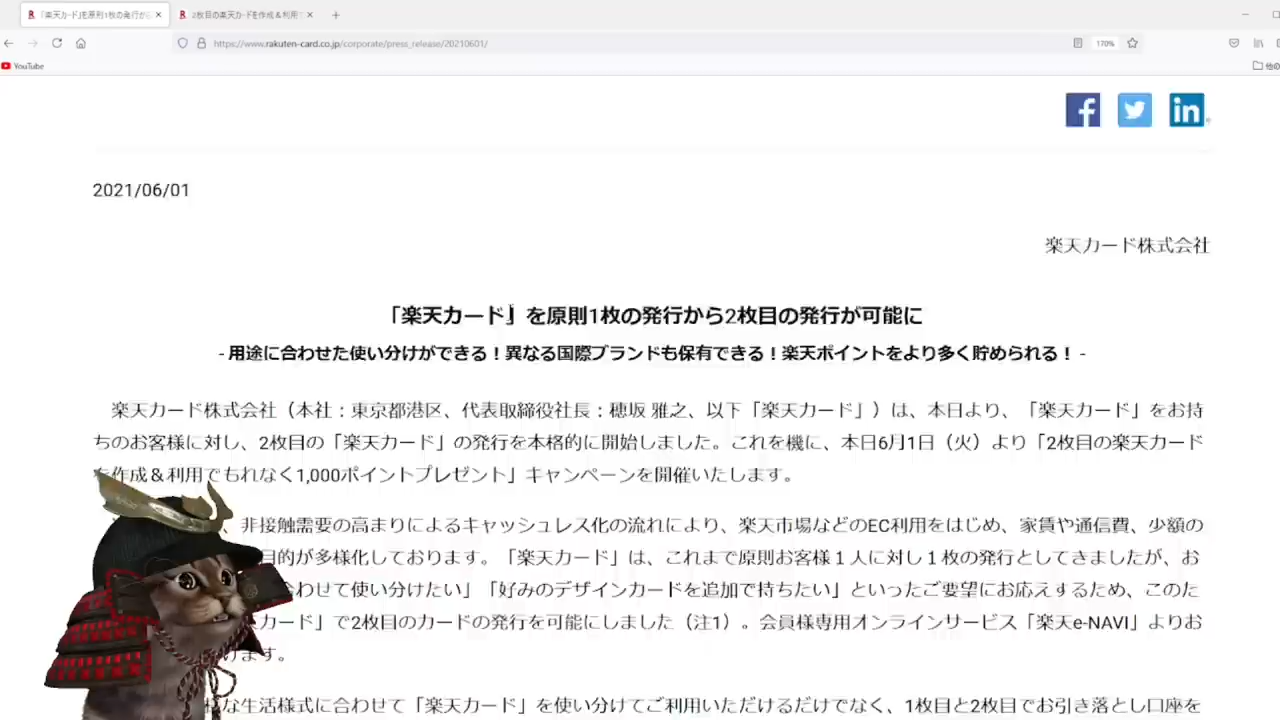 「楽天カード」を原則1枚の発行から
2枚目の楽天カードを作成＆利用で
https://www.rakuten-card.co.jp/corporate/press_release/20210601/
170%
YouTube
他の
2021/06/01
楽天カード株式会社
「楽天カード」を原則1枚の発行から2枚目の発行が可能に
- 用途に合わせた使い分けができる！異なる国際ブランドも保有できる！楽天ポイントをより多く貯められる！ -
楽天カード株式会社（本社：東京都港区、代表取締役社長：穂坂 雅之、以下「楽天カード」）は、本日より、「楽天カード」をお持
ちのお客様に対し、2枚目の「楽天カード」の発行を本格的に開始しました。これを機に、本日6月1日（火）より「2枚目の楽天カード
を作成＆利用でもれなく1,000ポイントプレゼント」キャンペーンを開催いたします。
、非接触需要の高まりによるキャッシュレス化の流れにより、楽天市場などのEC利用をはじめ、家賃や通信費、少額の
目的が多様化しております。「楽天カード」は、これまで原則お客様１人に対し１枚の発行としてきましたが、お
わせて使い分けたい」「好みのデザインカードを追加で持ちたい」といったご要望にお応えするため、このた
カード」で2枚目のカードの発行を可能にしました（注1）。会員様専用オンラインサービス「楽天e-NAVI」よりお
ます。
な生活様式に合わせて「楽天カード」を使い分けてご利用いただけるだけでなく、1枚目と2枚目でお引き落とし口座を